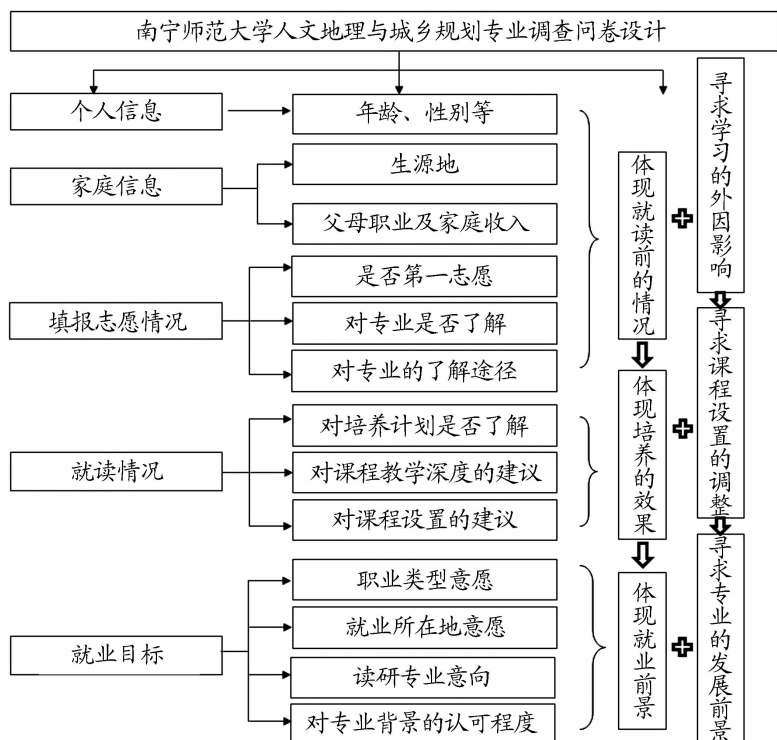 南宁师范大学人文地理与城乡规划专业调查问卷设计
个人信息
年龄、性别等
家庭信息
生源地
父母职业及家庭收入
填报志愿情况
是否第一志愿
对专业是否了解
对专业的了解途径
就读情况
对培养计划是否了解
对课程教学深度的建议
对课程设置的建议
就业目标
职业类型意愿
就业所在地意愿
读研专业意向
对专业背景的认可程度
体现就读前的情况
体现培养的效果
体现就业前景
寻求学习的外因影响
寻求课程设置的调整
寻求专业的发展前景